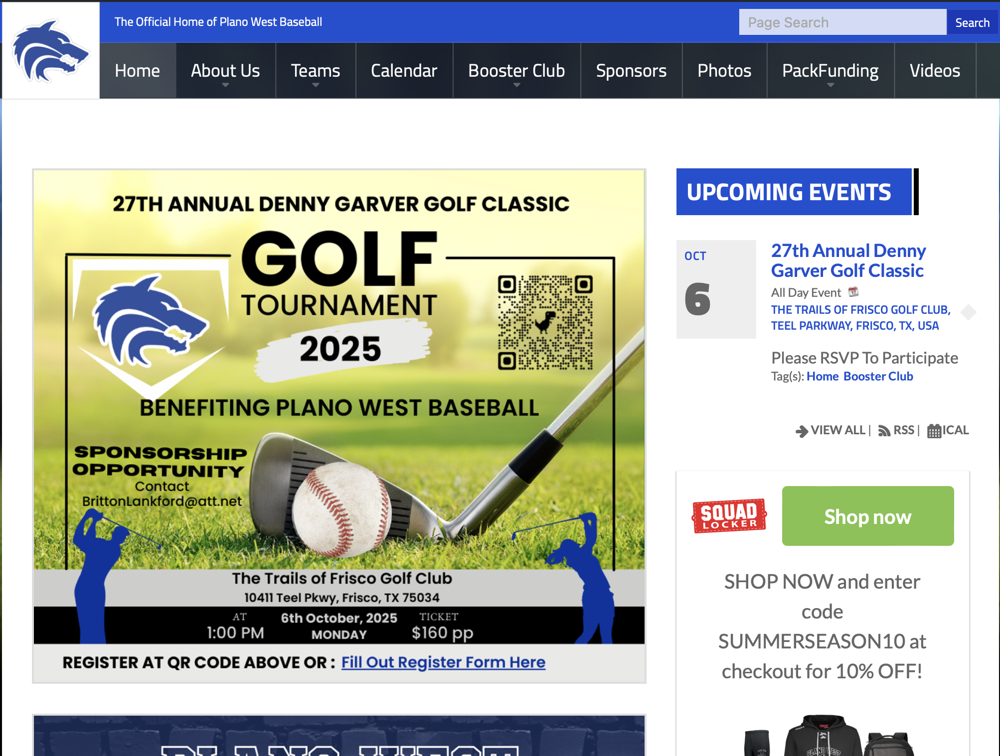 The Official Home of Plano West Baseball
Page Search
Search
Home
About Us
Teams
Calendar
Booster Club
Sponsors
Photos
PackFunding
Videos
27TH ANNUAL DENNY GARVER GOLF CLASSIC
GOLF
TOURNAMENT
2025
BENEFITING PLANO WEST BASEBALL
SPONSORSHIP
OPPORTUNITY
Contact
BrittonLankford@att.net
The Trails of Frisco Golf Club
10411 Teel Pkwy, Frisco, TX 75034
AT
1:00 PM
6th October, 2025
MONDAY
TICKET
$160 pp
REGISTER AT QR CODE ABOVE OR : Fill Out Register Form Here
PLANO WEST
UPCOMING EVENTS
OCT
6
27th Annual Denny
Garver Golf Classic
All Day Event
THE TRAILS OF FRISCO GOLF CLUB,
TEEL PARKWAY, FRISCO, TX, USA
Please RSVP To Participate
Tag(s): Home Booster Club
VIEW ALL | RSS | ICAL
SQUAD
LOCKER
Shop now
SHOP NOW and enter
code
SUMMERSEASON10 at
checkout for 10% OFF!
PLANO WEST